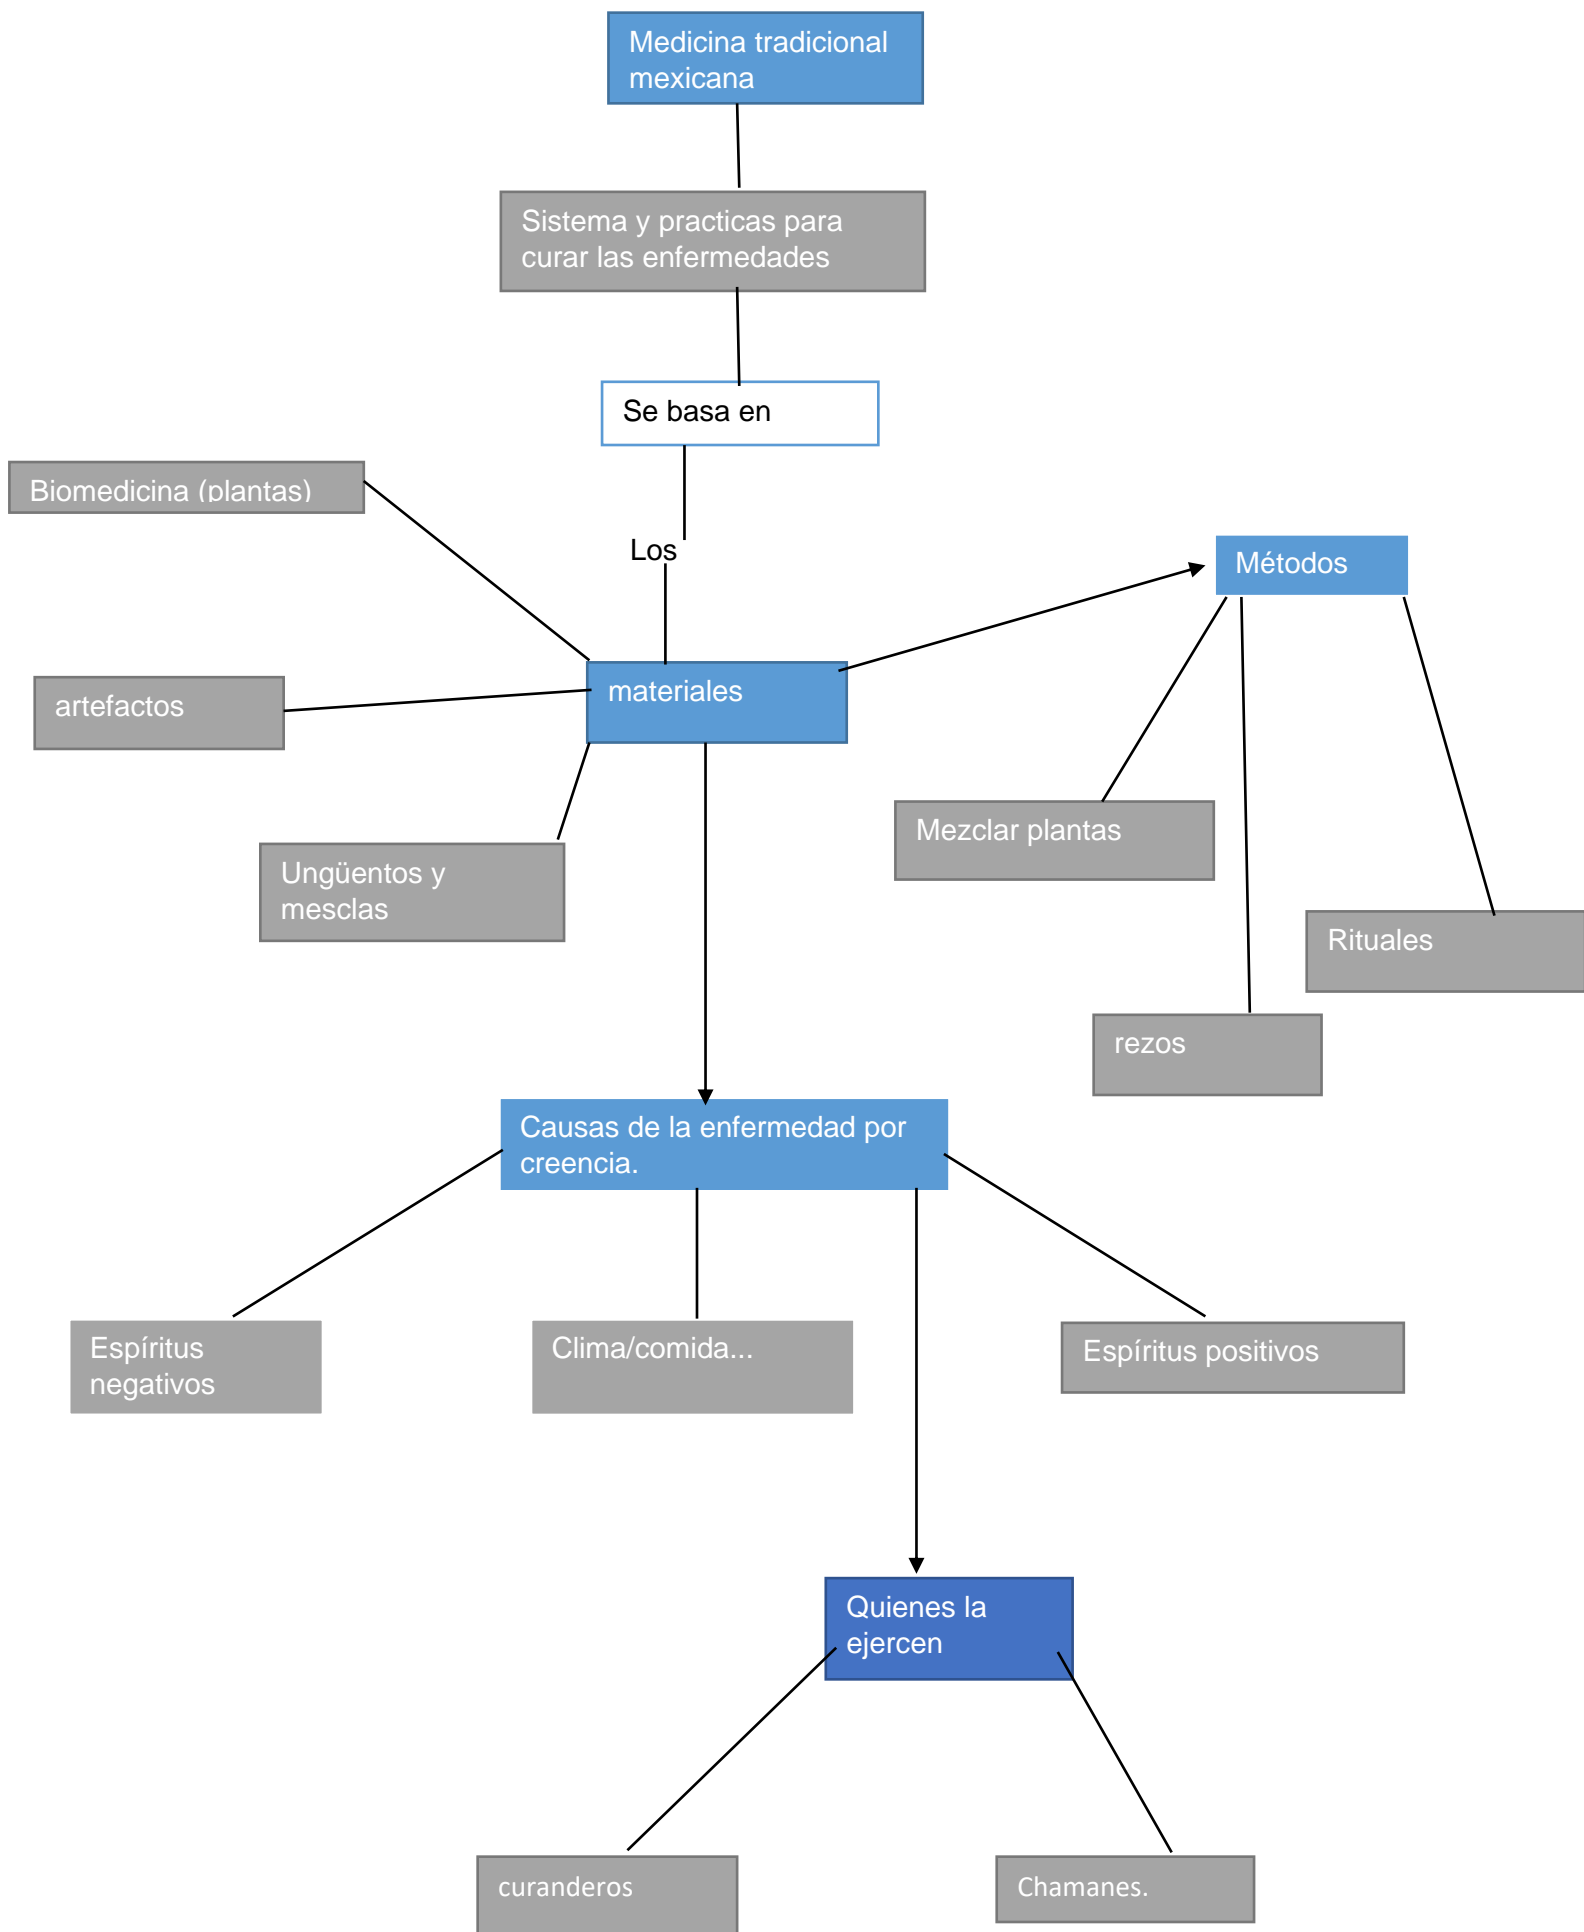 Medicina tradicional
mexicana
Sistema y practicas para
curar las enfermedades
Se basa en
Biomedicina (plantas)
Los
Métodos
materiales
artefactos
Mezclar plantas
Ungüentos y
mesclas
Rituales
rezos
Causas de la enfermedad por
creencia.
Espíritus
negativos
Clima/comida...
Espíritus positivos
Quienes la
ejercen
curanderos
Chamanes.